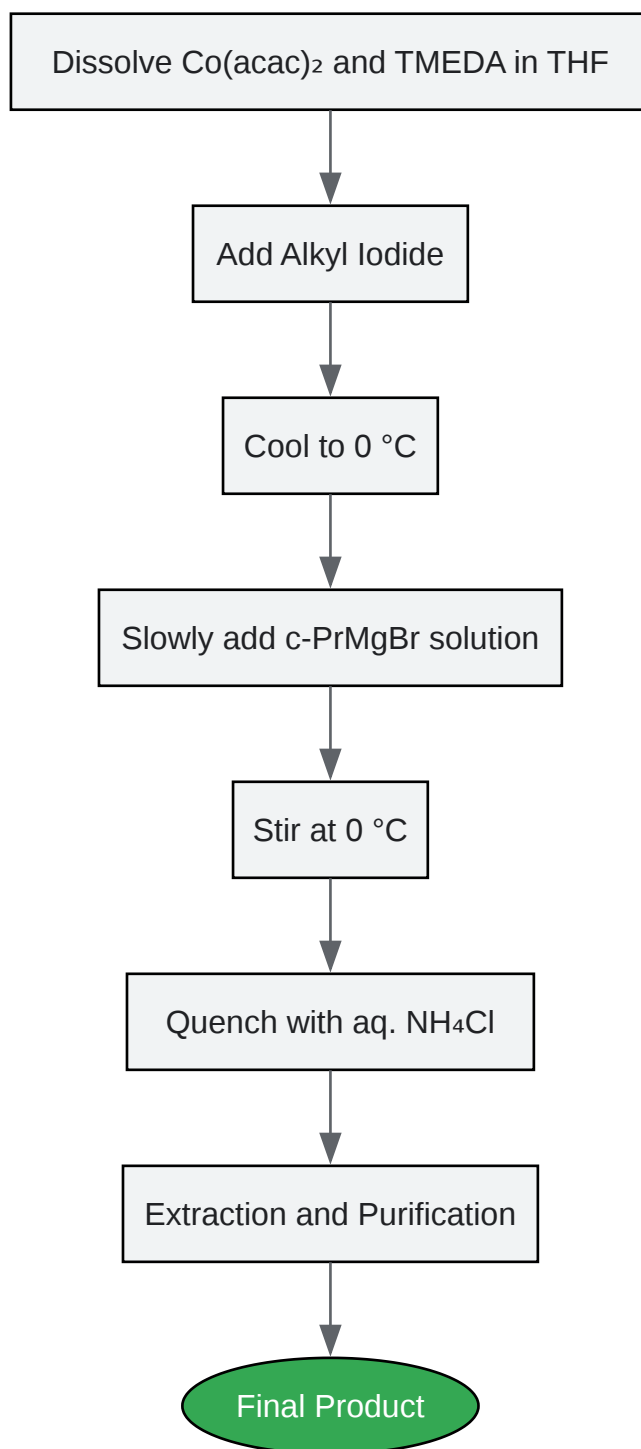 Dissolve Co(acac)₂ and TMEDA in THF
Add Alkyl Iodide
Cool to 0 °C
Slowly add c-PrMgBr solution
Stir at 0 °C
Quench with aq. NH₄Cl
Extraction and Purification
Final Product